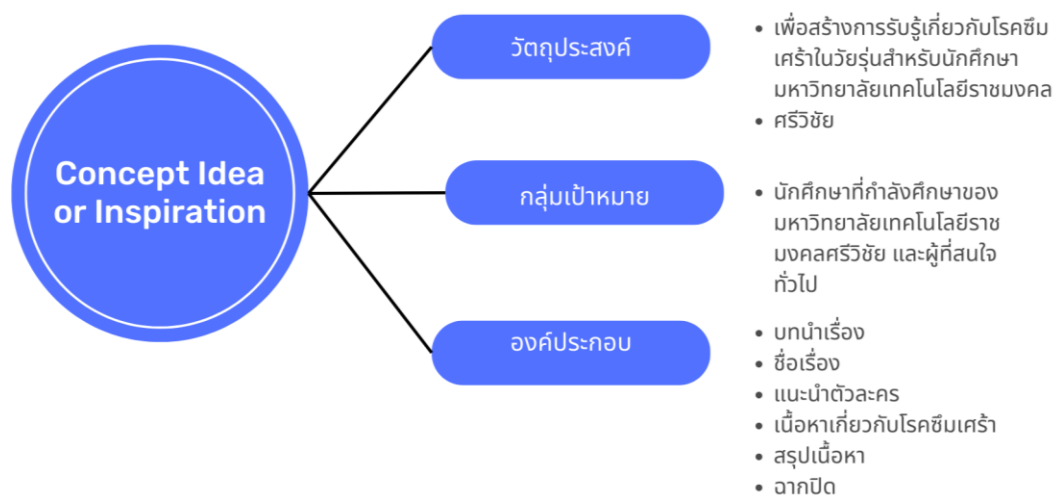 Concept Idea
or Inspiration
วัตถุประสงค์
• เพื่อสร้างการรับรู้เกี่ยวกับโรคซึม
เศร้าในวัยรุ่นสำหรับนักศึกษา
มหาวิทยาลัยเทคโนโลยีราชมงคล
• ศรีวิชัย
กลุ่มเป้าหมาย
• นักศึกษาที่กำลังศึกษาของ
มหาวิทยาลัยเทคโนโลยีราช
มงคลศรีวิชัย และผู้ที่สนใจ
ทั่วไป
องค์ประกอบ
• บทนำเรื่อง
• ชื่อเรื่อง
• แนะนำตัวละคร
• เนื้อหาเกี่ยวกับโรคซึมเศร้า
• สรุปเนื้อหา
• ฉากปิด